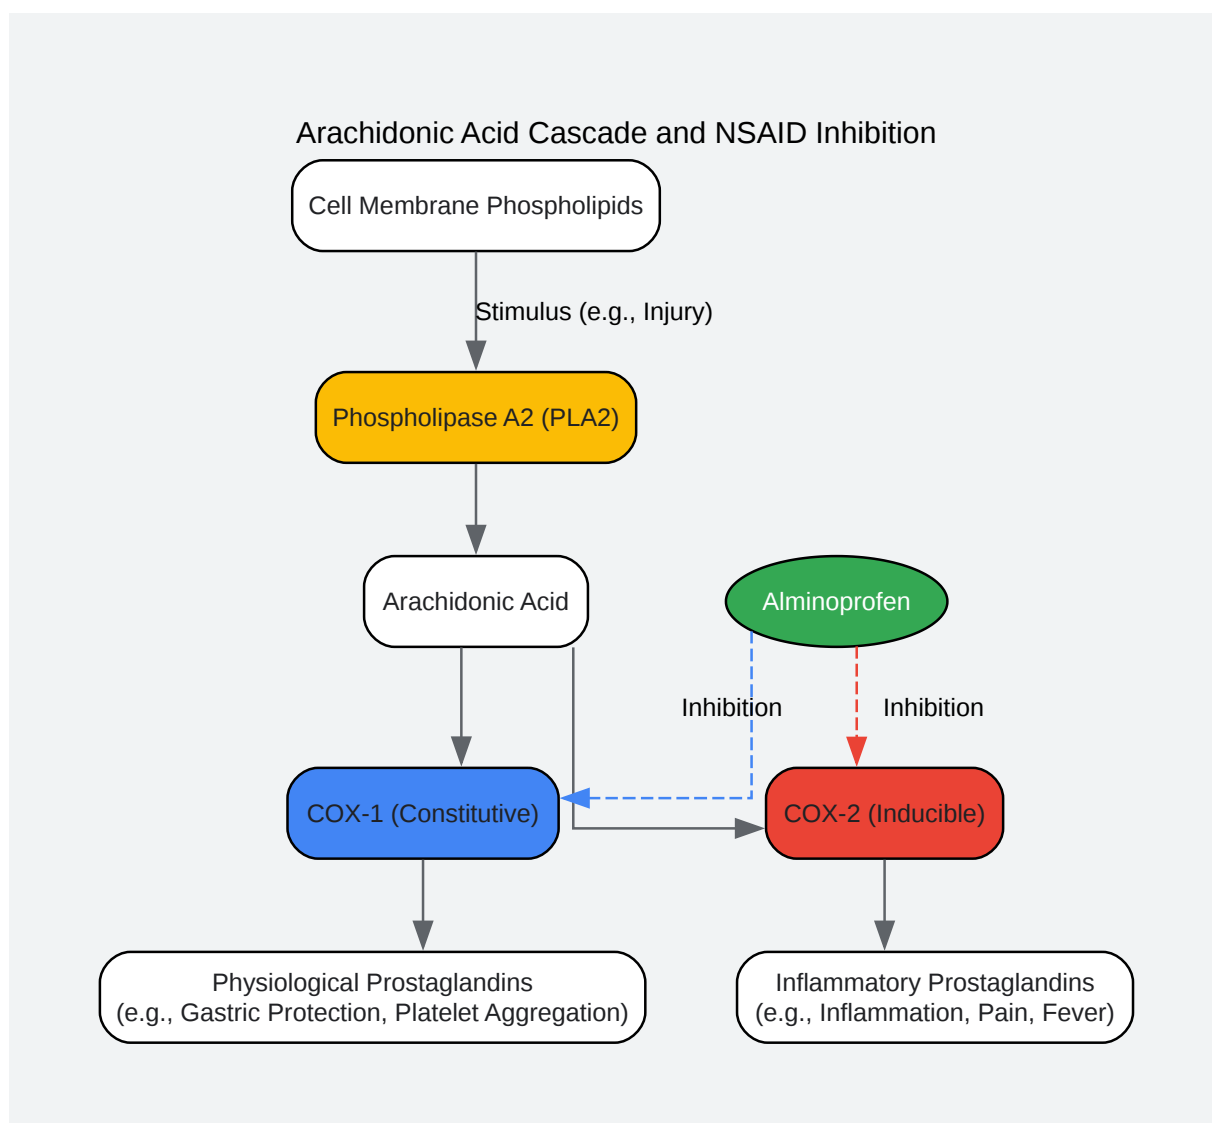 Arachidonic Acid Cascade and NSAID Inhibition
Cell Membrane Phospholipids
Stimulus (e.g., Injury)
Phospholipase A2 (PLA2)
Arachidonic Acid
Alminoprofen
Inhibition
Inhibition
COX-1 (Constitutive)
COX-2 (Inducible)
Physiological Prostaglandins
(e.g., Gastric Protection, Platelet Aggregation)
Inflammatory Prostaglandins
(e.g., Inflammation, Pain, Fever)